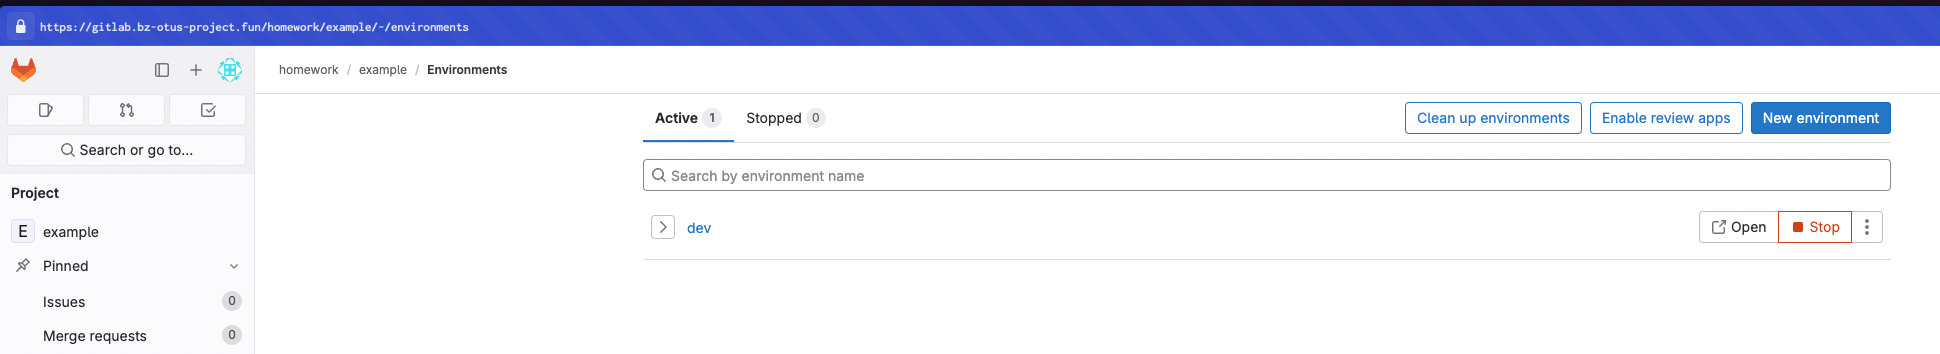 https://gitlab.bz-otus-project.fun/homework/example/-/environments
homework / example / Environments
Search or go to...
Project
E example
Pinned
Issues 0
Merge requests 0
Active 1 Stopped 0
Clean up environments Enable review apps New environment
Search by environment name
dev Open Stop